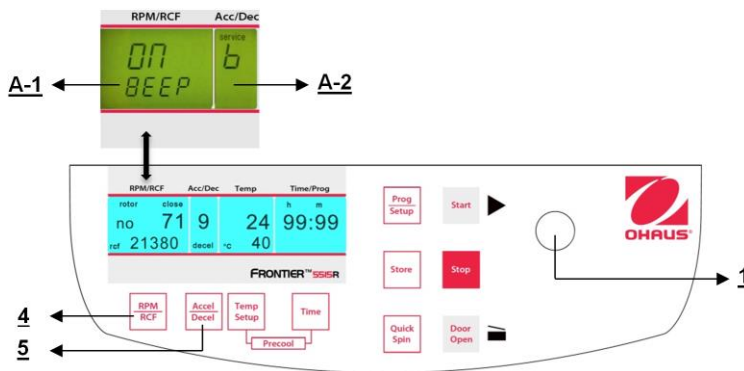 RPM/RCF Acc/Dec
service
ON b
BEEP
A-1 A-2
RPM/RCF Acc/Dec Temp Time/Prog
rotor close h m
no 71 9 24 99:99
rcf 21380 decel °C 40
FRONTIER™ 5515R
RPM
RCF
Accel
Decel
Temp
Setup
Time
Precool
4
5
Prog
Setup
Start
Store
Stop
Quick
Spin
Door
Open
OHAUS®
1